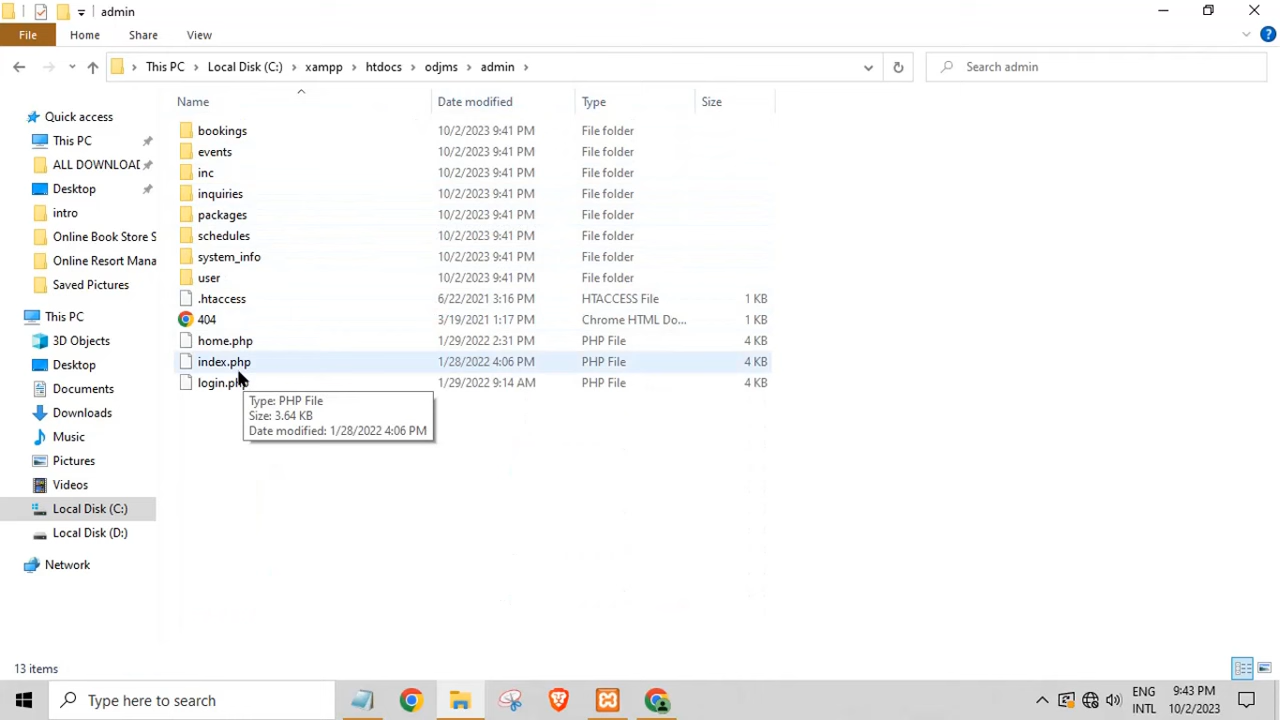 admin
File Home Share View
This PC Local Disk (C:) xampp htdocs odjms admin
Search admin
Name Date modified Type Size
Quick access
This PC
ALL DOWNLOAD
Desktop
intro
Online Book Store S
Online Resort Mana
Saved Pictures
This PC
3D Objects
Desktop
Documents
Downloads
Music
Pictures
Videos
Local Disk (C:)
Local Disk (D:)
Network
bookings 10/2/2023 9:41 PM File folder
events 10/2/2023 9:41 PM File folder
inc 10/2/2023 9:41 PM File folder
inquiries 10/2/2023 9:41 PM File folder
packages 10/2/2023 9:41 PM File folder
schedules 10/2/2023 9:41 PM File folder
system_info 10/2/2023 9:41 PM File folder
user 10/2/2023 9:41 PM File folder
.htaccess 6/22/2021 3:16 PM HTACCESS File 1 KB
404 3/19/2021 1:17 PM Chrome HTML Do... 1 KB
home.php 1/29/2022 2:31 PM PHP File 4 KB
index.php 1/28/2022 4:06 PM PHP File 4 KB
login.php 1/29/2022 9:14 AM PHP File 4 KB
Type: PHP File
Size: 3.64 KB
Date modified: 1/28/2022 4:06 PM
13 items
Type here to search
ENG
INTL
9:43 PM
10/2/2023